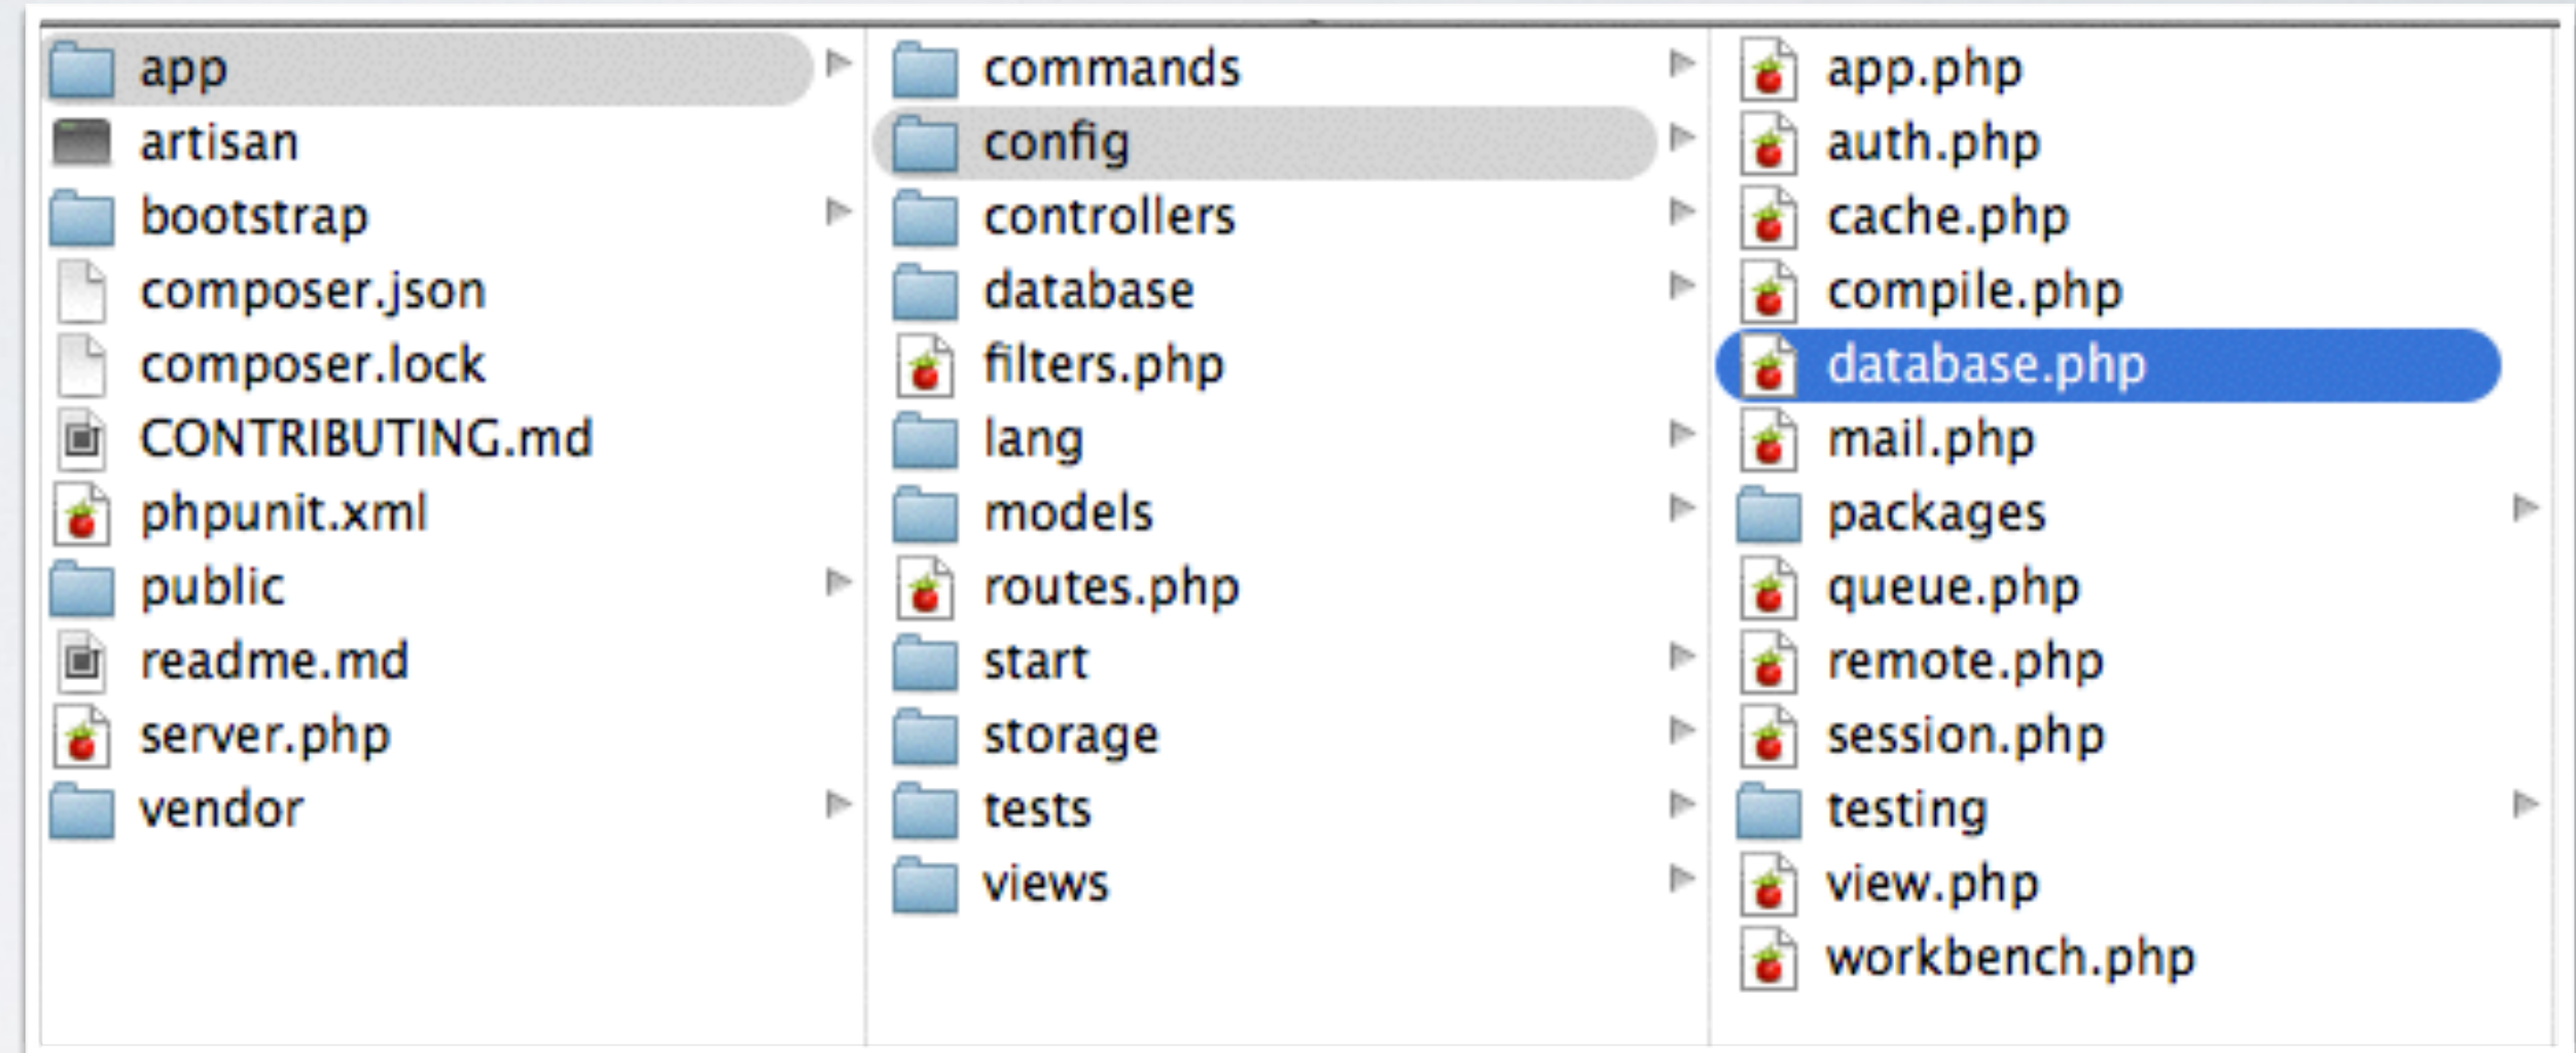 app
artisan
bootstrap
composer.json
composer.lock
CONTRIBUTING.md
phpunit.xml
public
readme.md
server.php
vendor
commands
config
controllers
database
filters.php
lang
models
routes.php
start
storage
tests
views
app.php
auth.php
cache.php
compile.php
database.php
mail.php
packages
queue.php
remote.php
session.php
testing
view.php
workbench.php